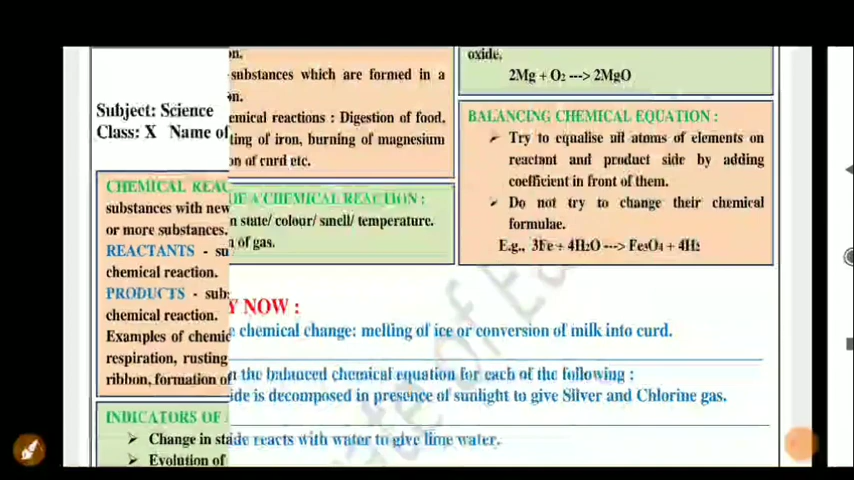 Subject: Science
Class: X Name of
CHEMICAL REAC
substances with new
or more substances.
REACTANTS - su
chemical reaction.
PRODUCTS - sub
chemical reaction.
Examples of chemic
respiration, rusting
ribbon, formation of
INDICATORS OF
Change in sta
Evolution of
on.
substances which are formed in a
on.
emical reactions : Digestion of food,
ting of iron, burning of magnesium
on of curd etc.
OF A CHEMICAL REACTION :
n state/ colour/ smell/ temperature.
n of gas.
oxide.
2Mg + O₂ ---> 2MgO
BALANCING CHEMICAL EQUATION :
Try to equalise all atoms of elements on
reactant and product side by adding
coefficient in front of them.
Do not try to change their chemical
formulae.
E.g., 3Fe + 4H₂O ---> Fe₃O₄ + 4H₂
Y NOW :
e chemical change: melting of ice or conversion of milk into curd.
n the balanced chemical equation for each of the following :
ide is decomposed in presence of sunlight to give Silver and Chlorine gas.
ide reacts with water to give lime water.